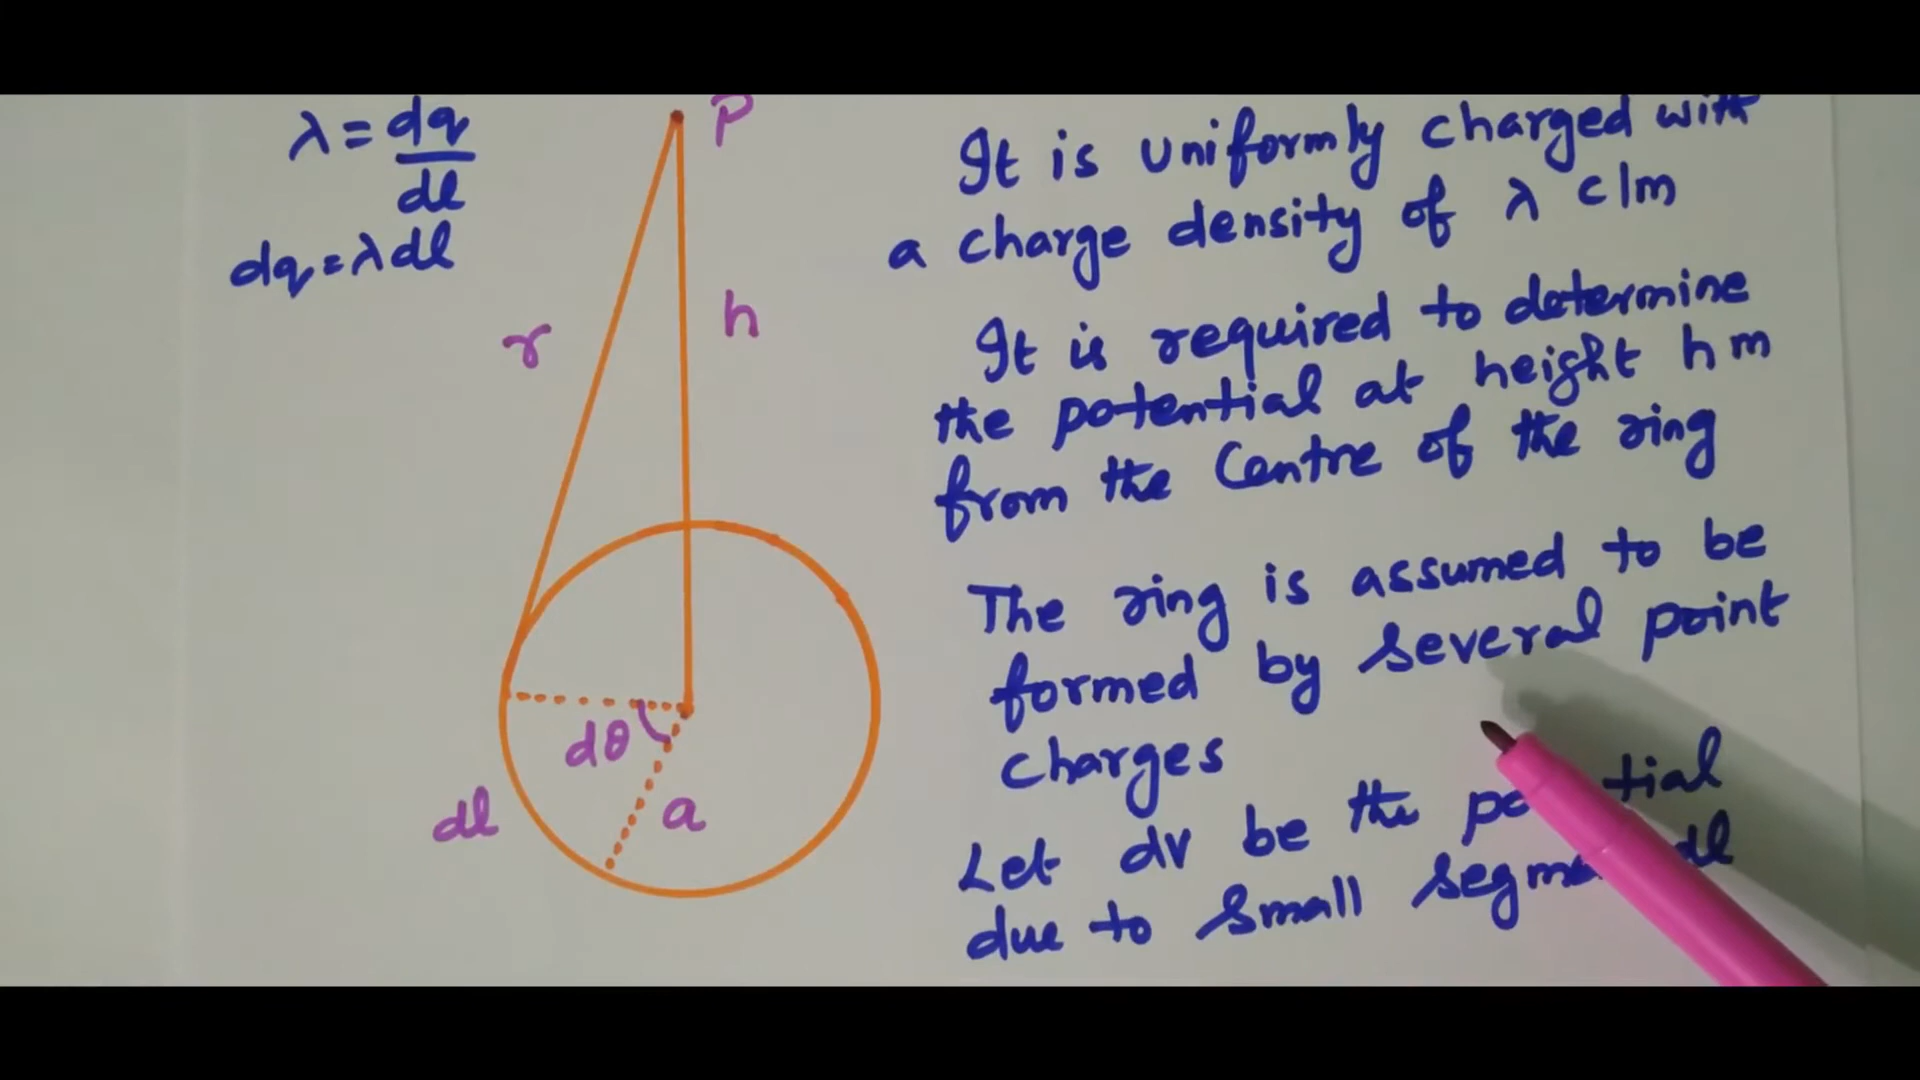 λ = dq
dl
dq = λ dl
P
r
h
dθ
dl
a
It is uniformly charged with
a charge density of λ c/m
It is required to determine
the potential at height h m
from the Centre of the ring
The ring is assumed to be
formed by several point
charges
Let dv be the
due to small dl